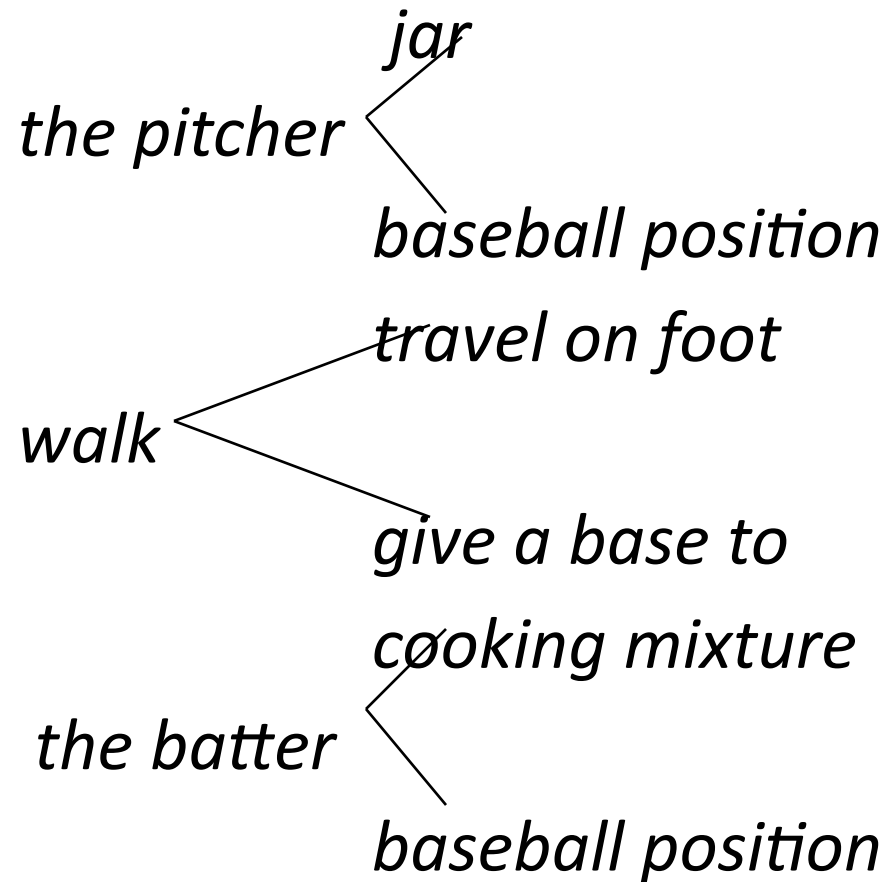 jar
the pitcher
baseball position
travel on foot
walk
give a base to
cooking mixture
the batter
baseball position